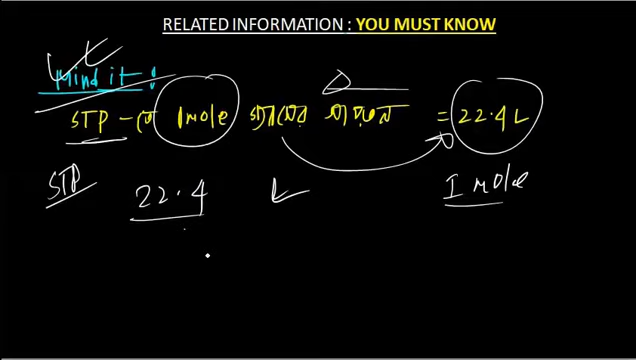 RELATED INFORMATION : YOU MUST KNOW
Mind it :
STP - তে 1 mole গ্যাসের আয়তন = 22.4 L
STP 22.4 L 1 mole